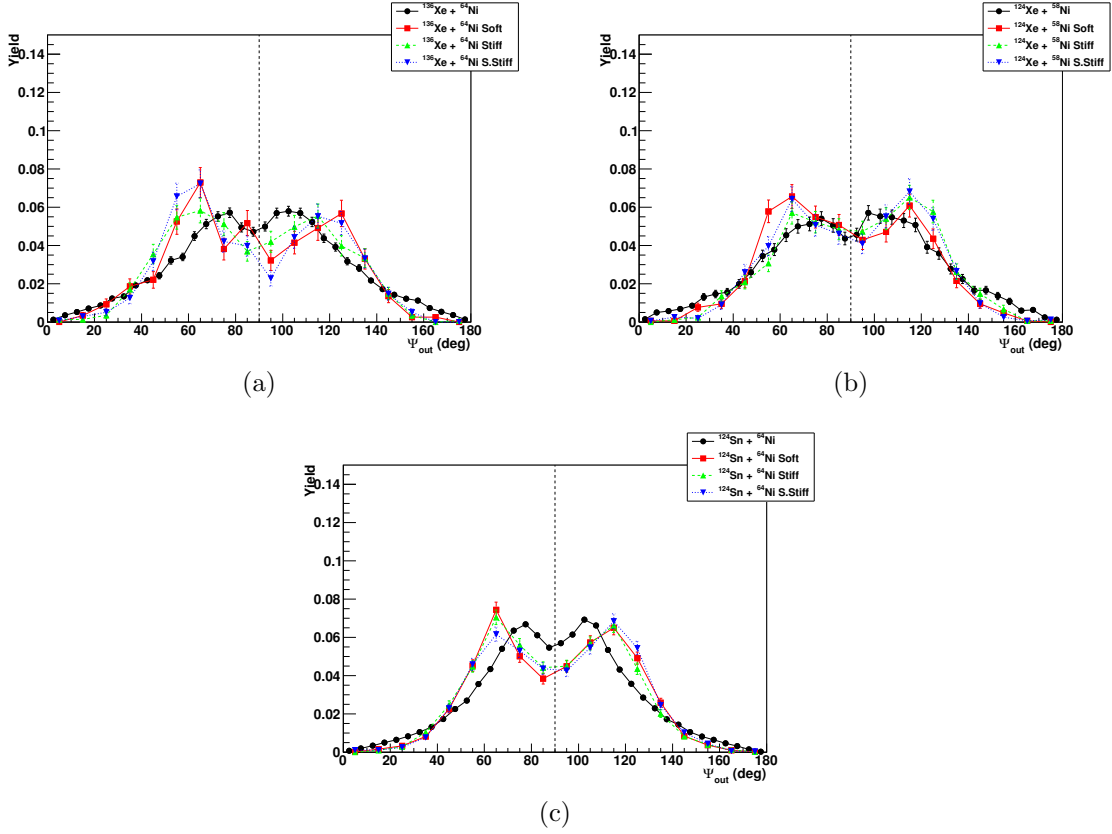 ¹³⁶Xe + ⁶⁴Ni
¹³⁶Xe + ⁶⁴Ni Soft
¹³⁶Xe + ⁶⁴Ni Stiff
¹³⁶Xe + ⁶⁴Ni S.Stiff
Yield
0.14
0.12
0.1
0.08
0.06
0.04
0.02
0
0 20 40 60 80 100 120 140 160 180
Ψout (deg)
(a)
¹²⁴Xe + ⁵⁸Ni
¹²⁴Xe + ⁵⁸Ni Soft
¹²⁴Xe + ⁵⁸Ni Stiff
¹²⁴Xe + ⁵⁸Ni S.Stiff
Yield
0.14
0.12
0.1
0.08
0.06
0.04
0.02
0
0 20 40 60 80 100 120 140 160 180
Ψout (deg)
(b)
¹²⁴Sn + ⁶⁴Ni
¹²⁴Sn + ⁶⁴Ni Soft
¹²⁴Sn + ⁶⁴Ni Stiff
¹²⁴Sn + ⁶⁴Ni S.Stiff
Yield
0.14
0.12
0.1
0.08
0.06
0.04
0.02
0
0 20 40 60 80 100 120 140 160 180
Ψout (deg)
(c)